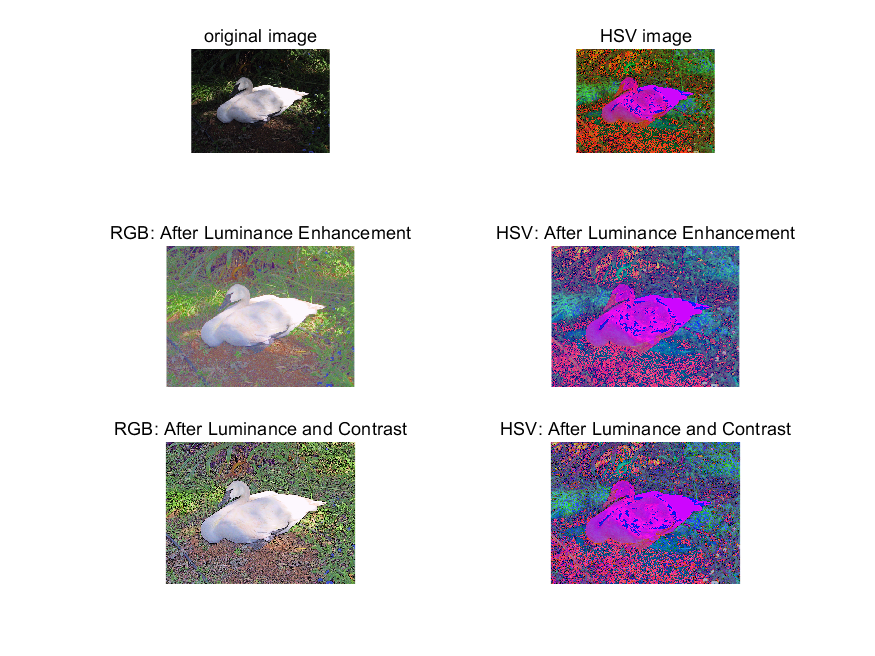 original image
HSV image
RGB: After Luminance Enhancement
HSV: After Luminance Enhancement
RGB: After Luminance and Contrast
HSV: After Luminance and Contrast